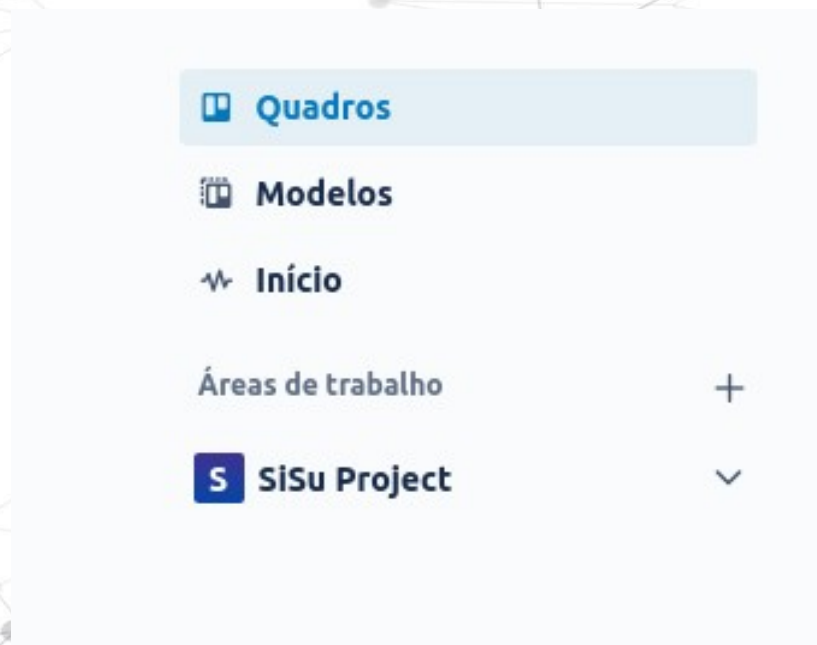 Quadros
Modelos
Início
Áreas de trabalho
S SiSu Project